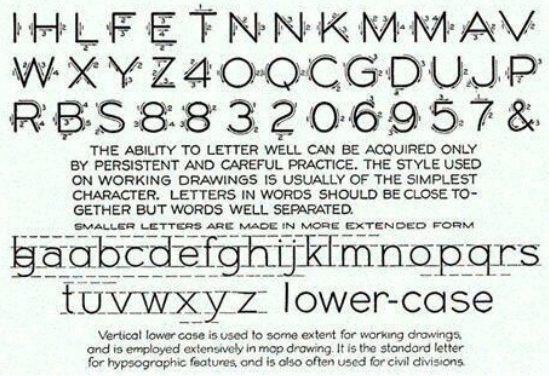 IHLFETNNKMMAV
WXYZ4OQCGDUJP
RBS883206957&
THE ABILITY TO LETTER WELL CAN BE ACQUIRED ONLY
BY PERSISTENT AND CAREFUL PRACTICE. THE STYLE USED
ON WORKING DRAWINGS IS USUALLY OF THE SIMPLEST
CHARACTER. LETTERS IN WORDS SHOULD BE CLOSE TO-
GETHER BUT WORDS WELL SEPARATED.
SMALLER LETTERS ARE MADE IN MORE EXTENDED FORM
gaabcdefghijklmnopqrs
tuvwxyz lower-case
Vertical lower case is used to some extent for working drawings,
and is employed extensively in map drawing. It is the standard letter
for hypsographic features, and is also often used for civil divisions.